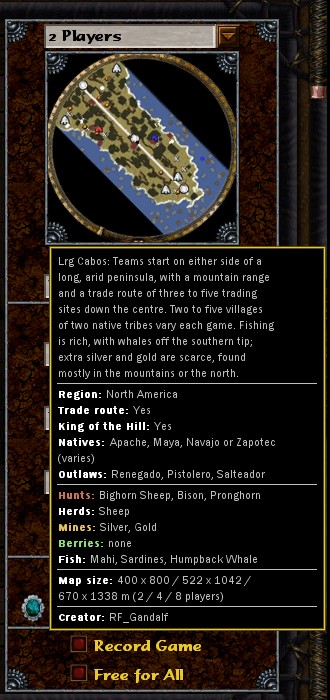 2 Players
Lrg Cabos: Teams start on either side of a
long, arid peninsula, with a mountain range
and a trade route of three to five trading
sites down the centre. Two to five villages
of two native tribes vary each game. Fishing
is rich, with whales off the southern tip;
extra silver and gold are scarce, found
mostly in the mountains or the north.
Region: North America
Trade route: Yes
King of the Hill: Yes
Natives: Apache, Maya, Navajo or Zapotec
(varies)
Outlaws: Renegado, Pistolero, Salteador
Hunts: Bighorn Sheep, Bison, Pronghorn
Herds: Sheep
Mines: Silver, Gold
Berries: none
Fish: Mahi, Sardines, Humpback Whale
Map size: 400 x 800 / 522 x 1042 /
670 x 1338 m (2 / 4 / 8 players)
Creator: RF_Gandalf
Record Game
Free for All